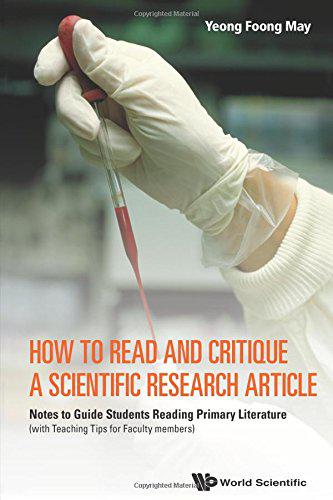 Yeong Foong May
HOW TO READ AND CRITIQUE
A SCIENTIFIC RESEARCH ARTICLE
Notes to Guide Students Reading Primary Literature
(with Teaching Tips for Faculty members)
World Scientific